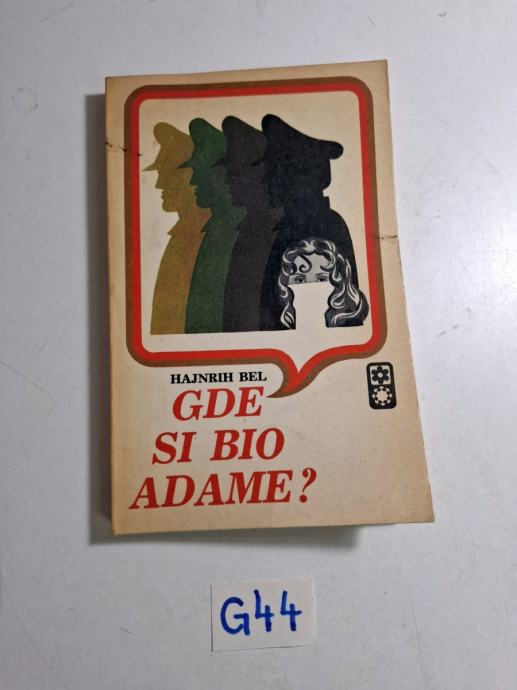 HAJNRIH BEL
GDE
SI BIO
ADAME?
G44